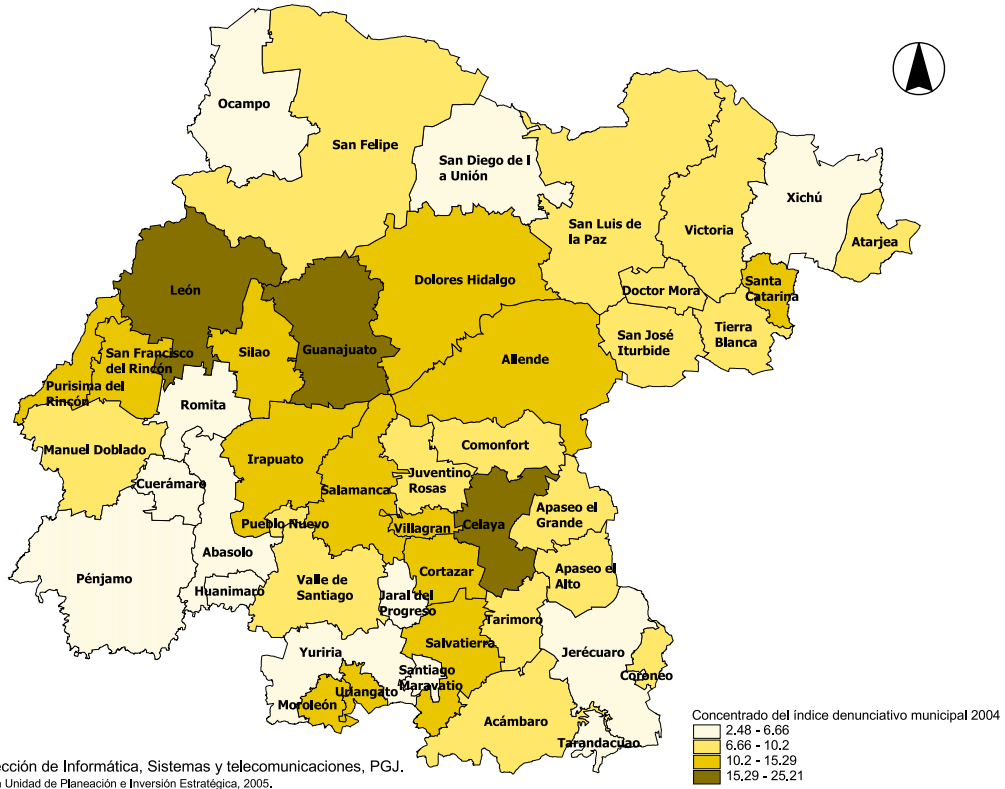 Ocampo
San Felipe
San Diego de l
a Unión
Xichú
San Luis de
la Paz
Victoria
Atarjea
León
Dolores Hidalgo
Doctor Mora
Santa
Catarina
Guanajuato
San Francisco
del Rincón
Silao
Allende
San José
Iturbide
Tierra
Blanca
Purisima del
Rincón
Romita
Manuel Doblado
Comonfort
Irapuato
Cuerámaro
Salamanca
Juventino
Rosas
Apaseo el
Grande
Pueblo Nuevo
Villagran
Celaya
Abasolo
Pénjamo
Huanimaro
Valle de
Santiago
Cortazar
Apaseo el
Alto
Jaral del
Progreso
Tarimoro
Yuriria
Salvatierra
Jerécuaro
Santiago
Maravatio
Coroneo
Uriangato
Moroleón
Acámbaro
Tarandacuao
Concentrado del índice denunciativo municipal 2004
2.48 - 6.66
6.66 - 10.2
10.2 - 15.29
15.29 - 25.21
ección de Informática, Sistemas y telecomunicaciones, PGJ.
a Unidad de Planeación e Inversión Estratégica, 2005.